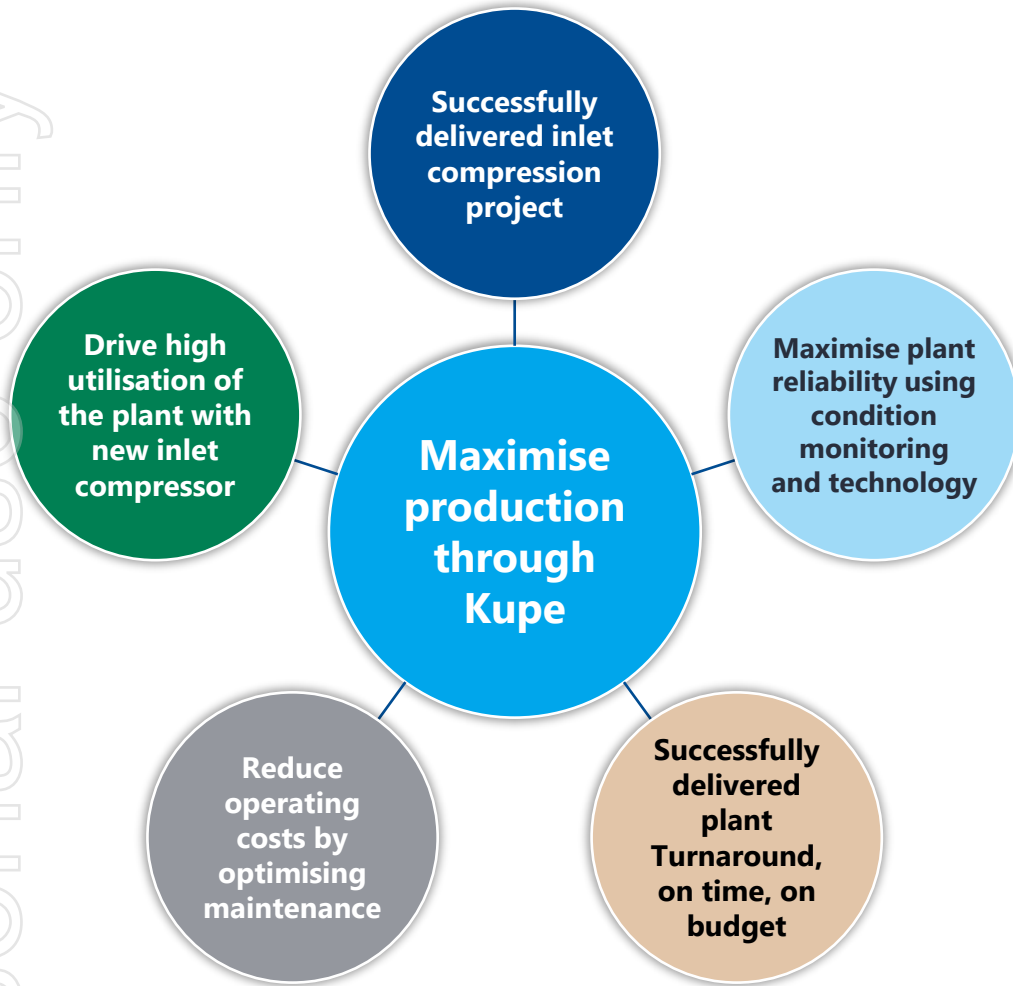 Successfully
delivered inlet
compression
project
Drive high
utilisation of
the plant with
new inlet
compressor
Maximise plant
reliability using
condition
monitoring
and technology
Maximise
production
through
Kupe
Reduce
operating
costs by
optimising
maintenance
Successfully
delivered
plant
Turnaround,
on time, on
budget